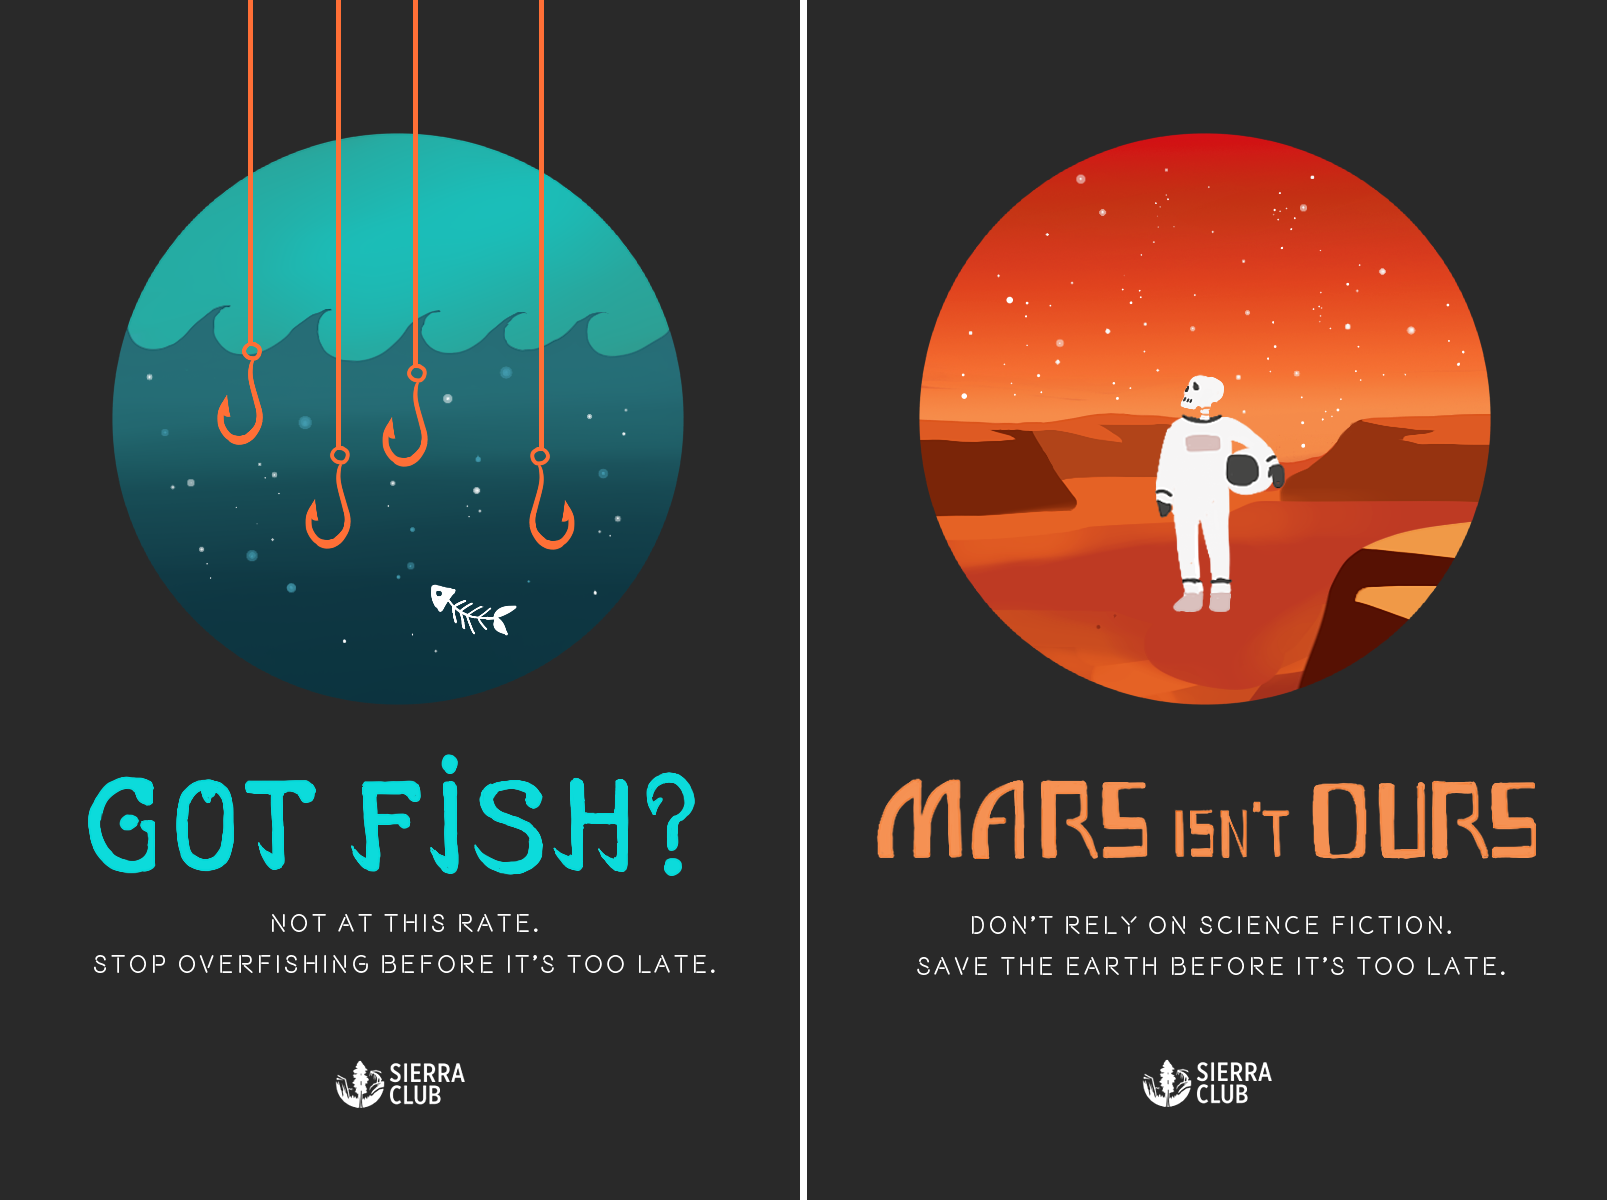 GOT FiSH?
NOT AT THIS RATE.
STOP OVERFISHING BEFORE IT'S TOO LATE.
SIERRA
CLUB
MARS ISN'T OURS
DON'T RELY ON SCIENCE FICTION.
SAVE THE EARTH BEFORE IT'S TOO LATE.
SIERRA
CLUB